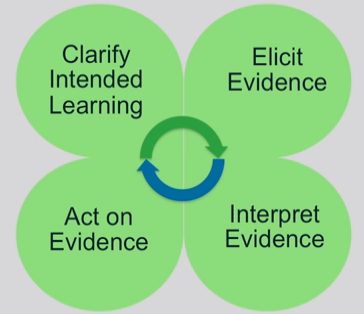 Clarify
Intended
Learning
Elicit
Evidence
Act on
Evidence
Interpret
Evidence